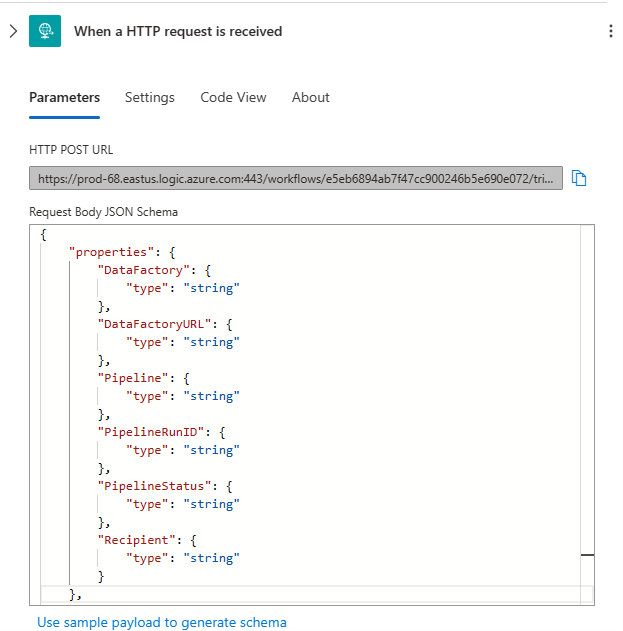 When a HTTP request is received
Parameters Settings Code View About
HTTP POST URL
https://prod-68.eastus.logic.azure.com:443/workflows/e5eb6894ab7f47cc900246b5e690e072/tri...
Request Body JSON Schema
{
"properties": {
"DataFactory": {
"type": "string"
},
"DataFactoryURL": {
"type": "string"
},
"Pipeline": {
"type": "string"
},
"PipelineRunID": {
"type": "string"
},
"PipelineStatus": {
"type": "string"
},
"Recipient": {
"type": "string"
}
},
Use sample payload to generate schema